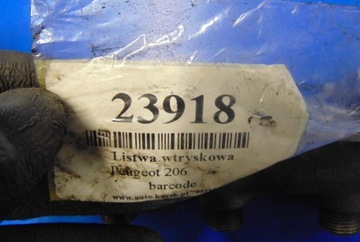 23918
Listwa wtryskowa
Peugeot 206
barcode